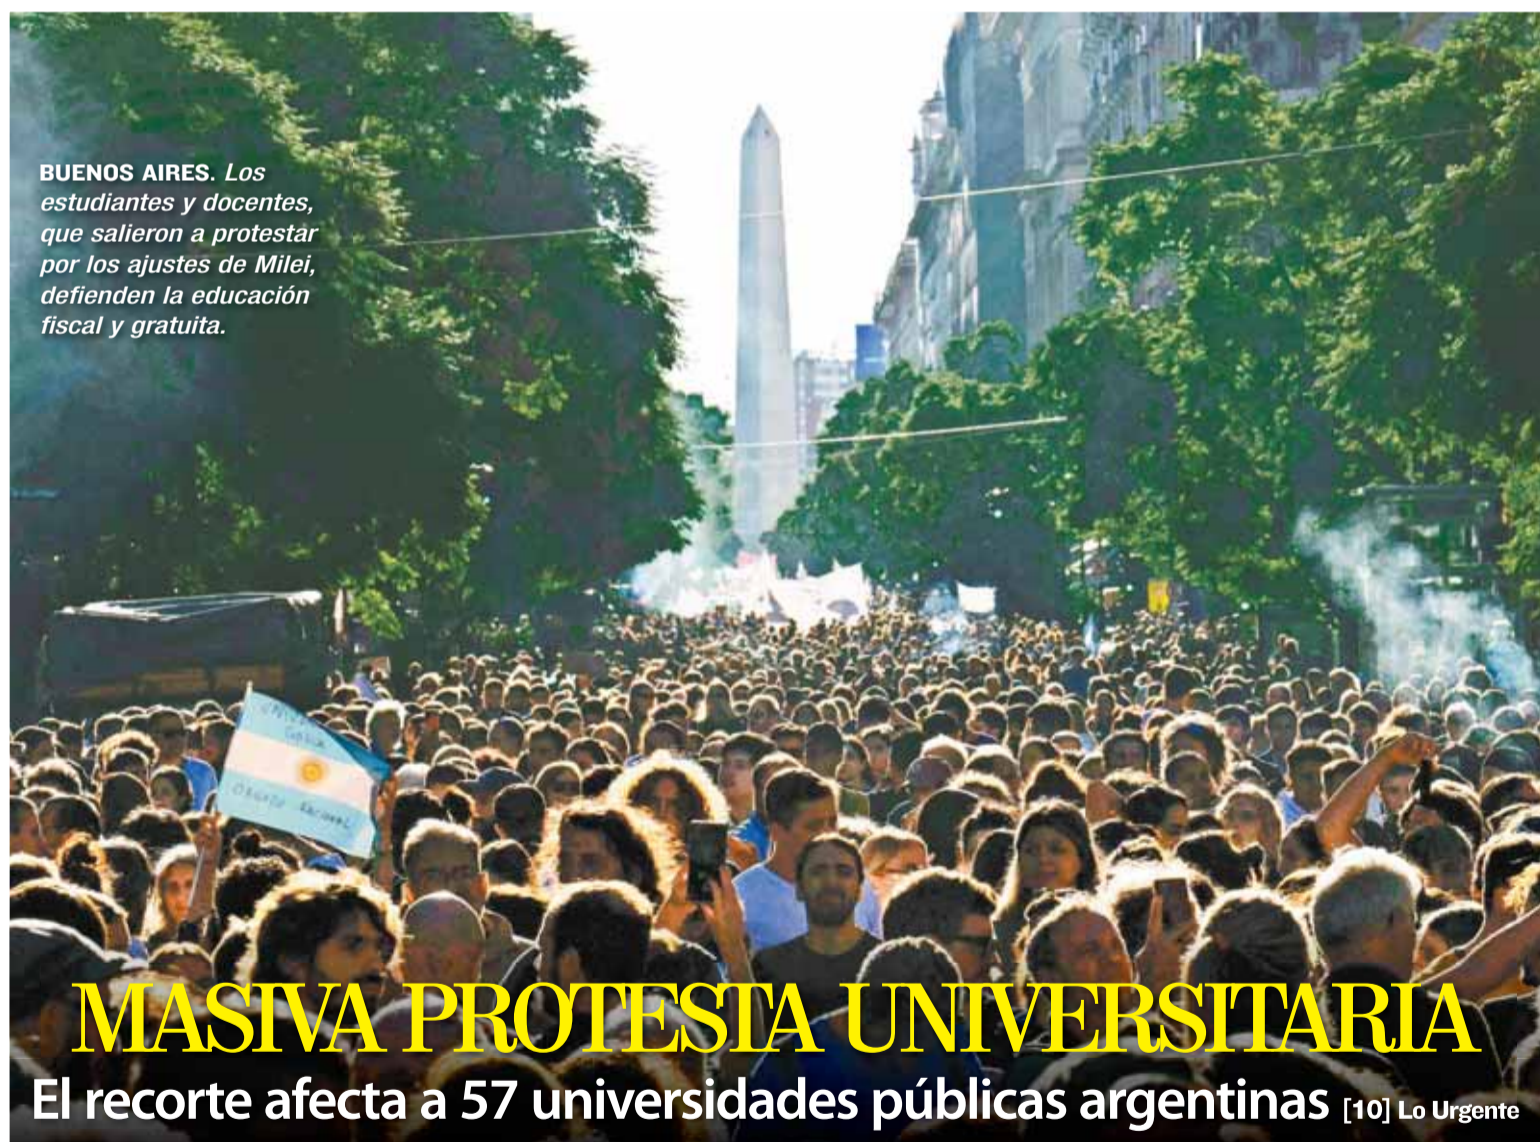 BUENOS AIRES. Los
estudiantes y docentes,
que salieron a protestar
por los ajustes de Milei,
defienden la educación
fiscal y gratuita.
MASIVA PROTESTA UNIVERSITARIA
El recorte afecta a 57 universidades públicas argentinas [10] Lo Urgente